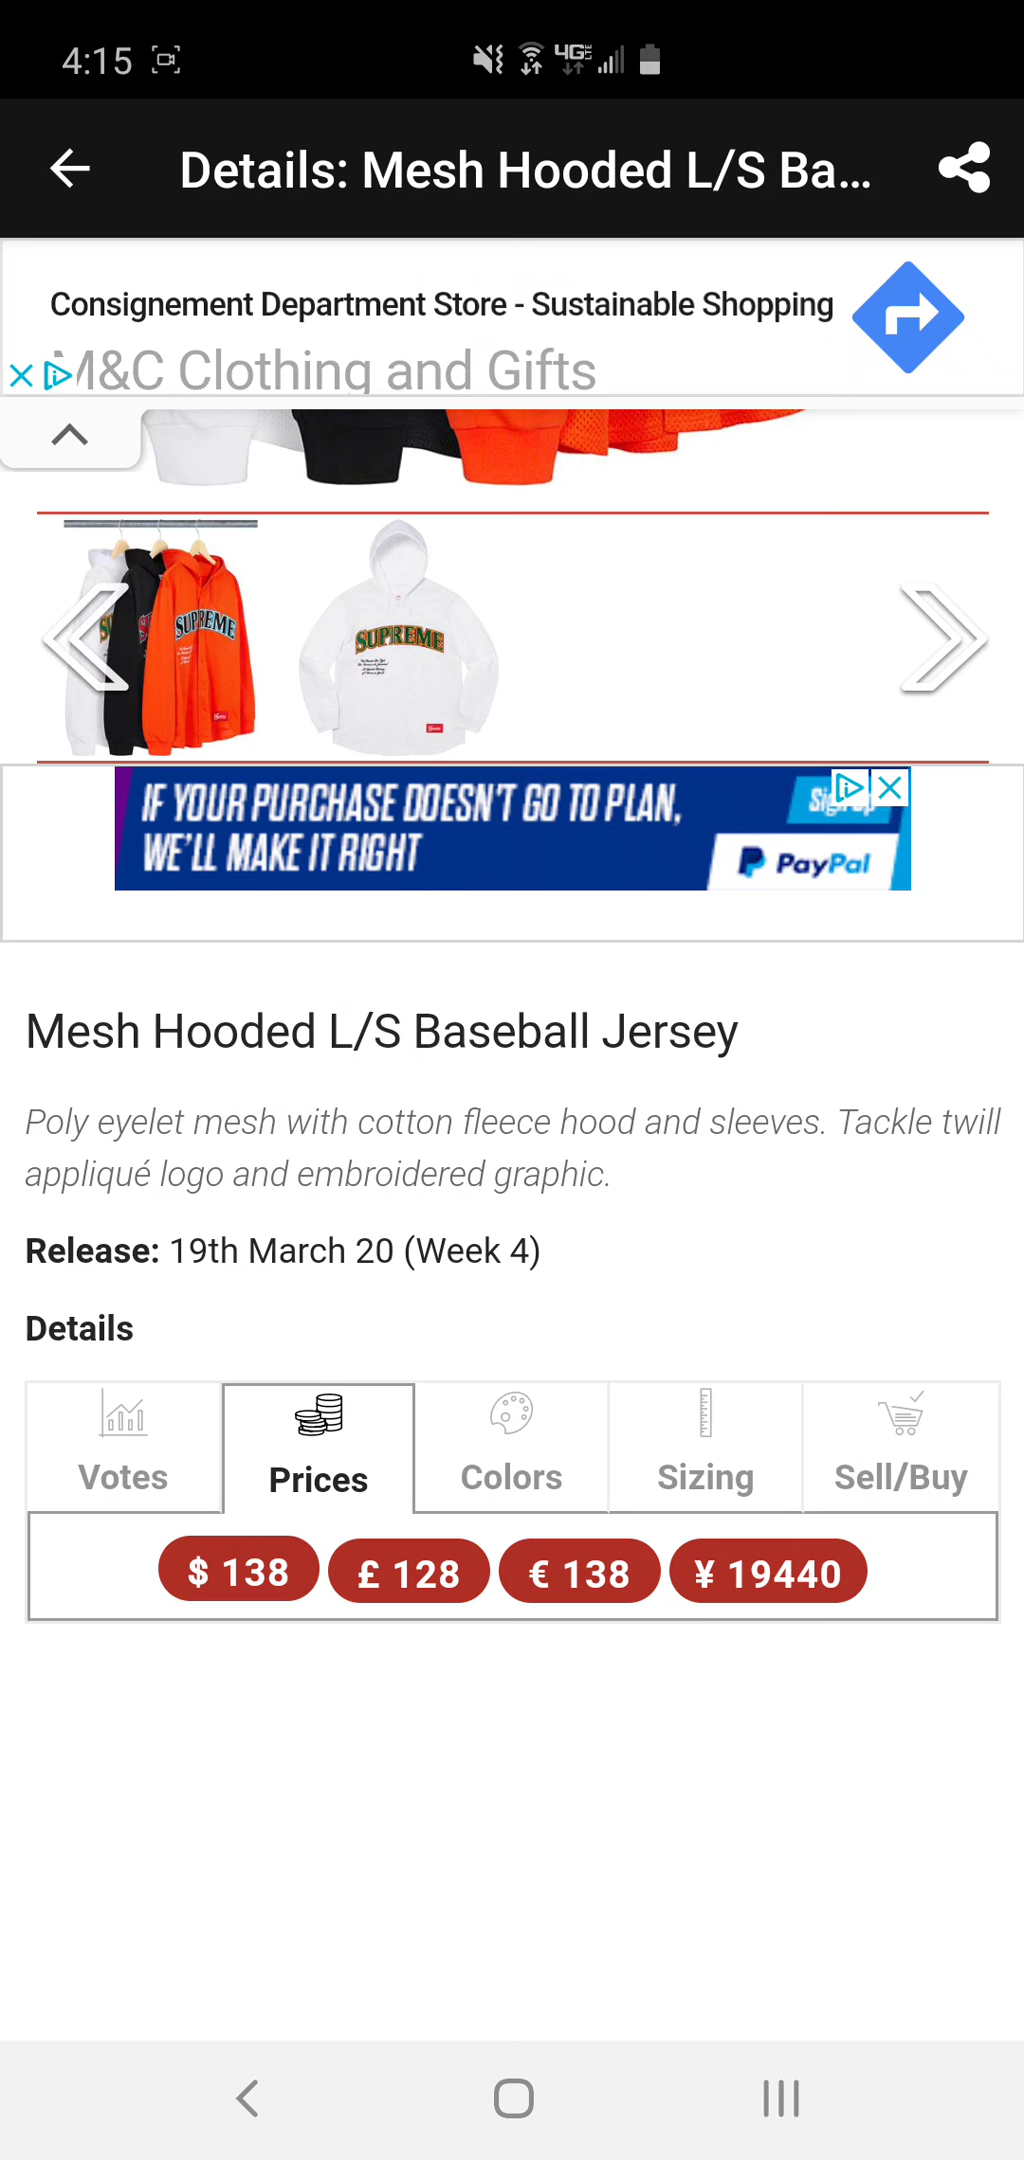 4:15
4G LTE
Details: Mesh Hooded L/S Ba...
Consignement Department Store - Sustainable Shopping
M&C Clothing and Gifts
SUPREME
SUPREME
IF YOUR PURCHASE DOESN'T GO TO PLAN,
WE'LL MAKE IT RIGHT
PayPal
Mesh Hooded L/S Baseball Jersey
Poly eyelet mesh with cotton fleece hood and sleeves. Tackle twill
appliqué logo and embroidered graphic.
Release: 19th March 20 (Week 4)
Details
Votes
Prices
Colors
Sizing
Sell/Buy
$ 138
£ 128
€ 138
¥ 19440